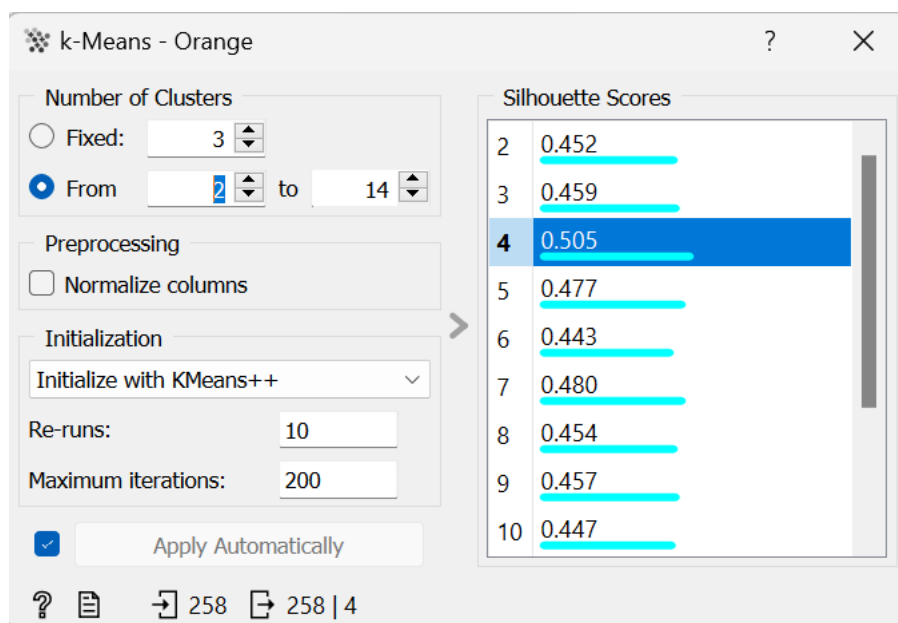 k-Means - Orange ? ×
Number of Clusters
Fixed: 3
From 2 to 14
Preprocessing
Normalize columns
Initialization
Initialize with KMeans++
Re-runs: 10
Maximum iterations: 200
Apply Automatically
? 258 258 | 4
Silhouette Scores
2 0.452
3 0.459
4 0.505
5 0.477
6 0.443
7 0.480
8 0.454
9 0.457
10 0.447